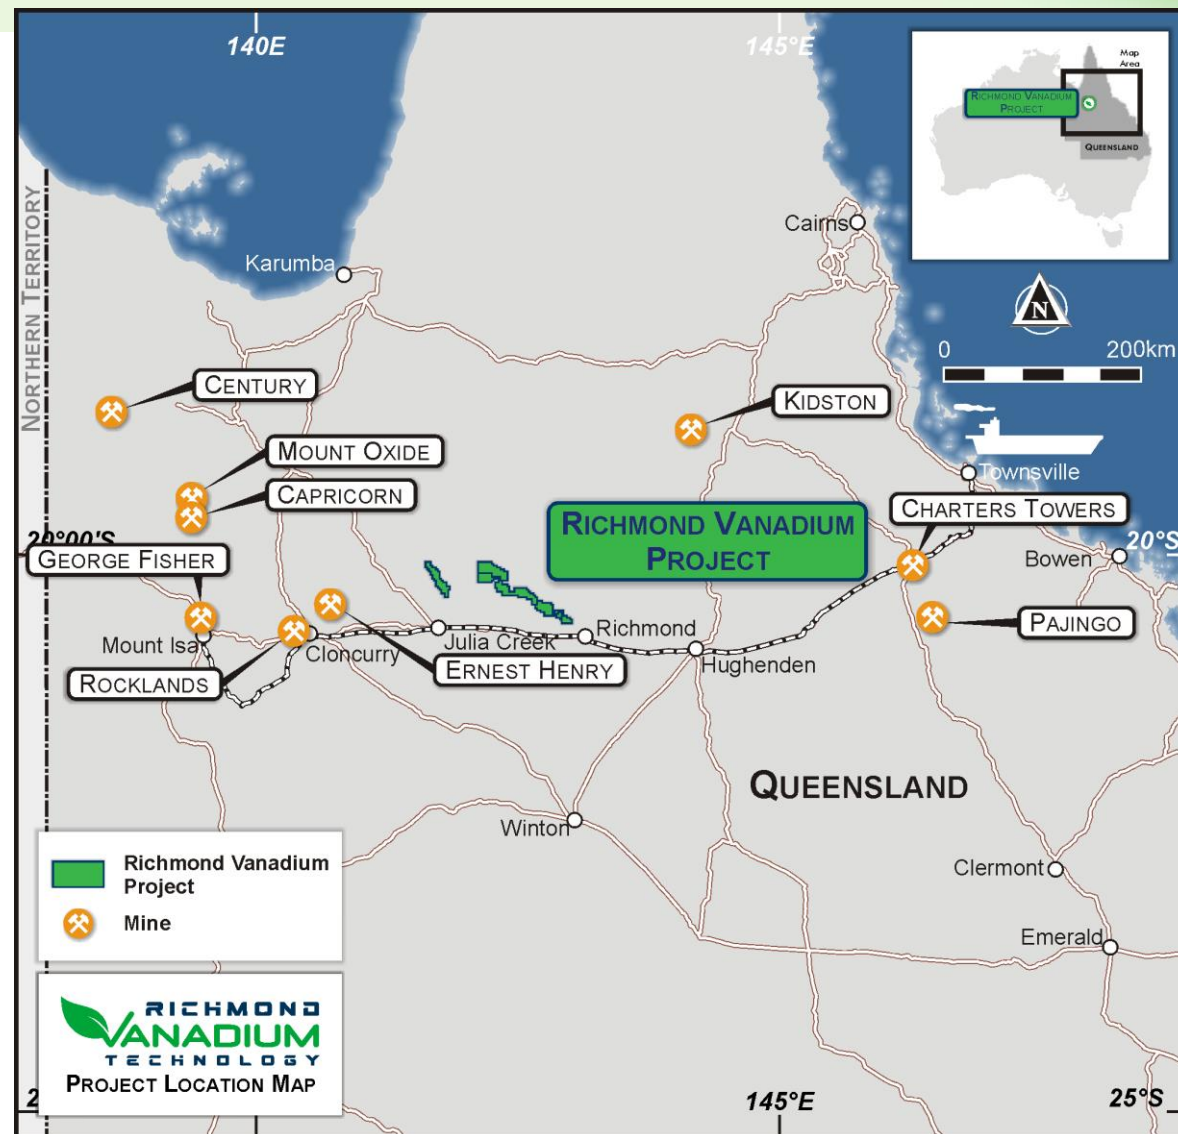 140E
145°E
Map
Area
RICHMOND VANADIUM
PROJECT
QUEENSLAND
NORTHERN TERRITORY
Cairns
Karumba
N
0
200km
CENTURY
KIDSTON
MOUNT OXIDE
CAPRICORN
Townsville
CHARTERS TOWERS
RICHMOND VANADIUM
PROJECT
20°00'S
20°S
GEORGE FISHER
Bowen
Mount Isa
Cloncurry
Julia Creek
Richmond
Hughenden
PAJINGO
ROCKLANDS
ERNEST HENRY
QUEENSLAND
Winton
Clermont
Emerald
Richmond Vanadium
Project
Mine
RICHMOND
VANADIUM
TECHNOLOGY
PROJECT LOCATION MAP
2
145°E
25°S